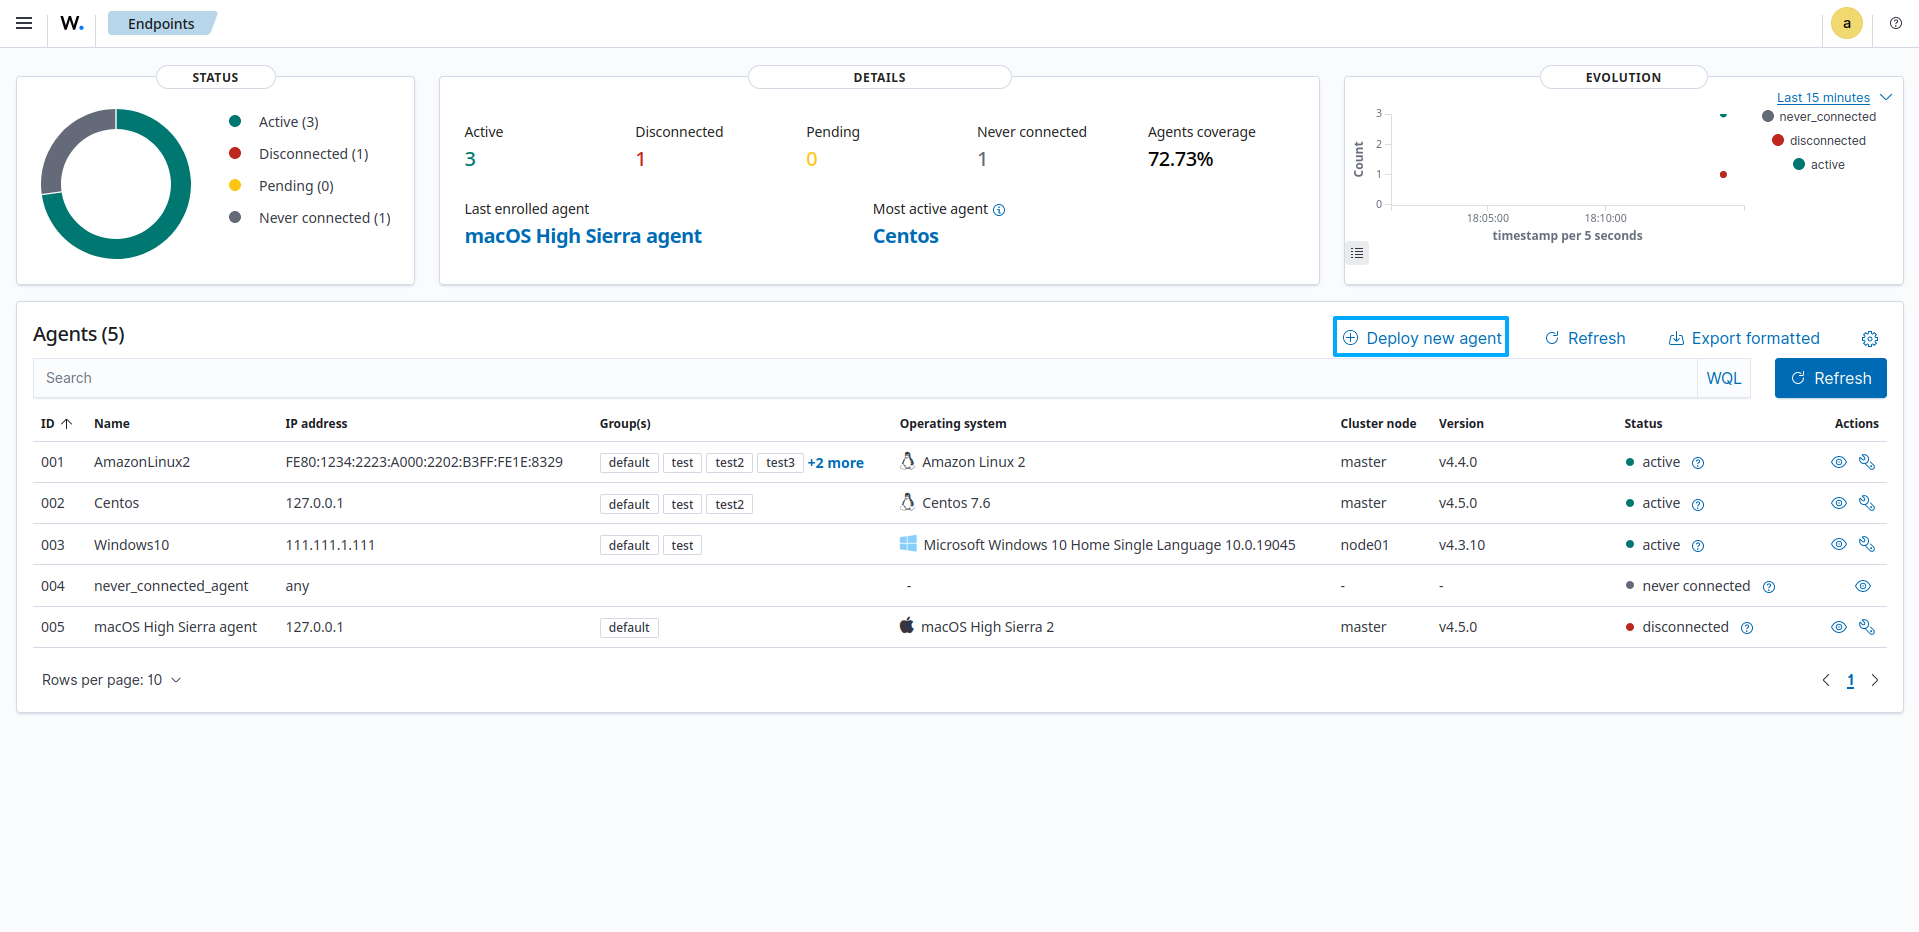 W.
Endpoints
a
STATUS
Active (3)
Disconnected (1)
Pending (0)
Never connected (1)
DETAILS
Active
3
Disconnected
1
Pending
0
Never connected
1
Agents coverage
72.73%
Last enrolled agent
macOS High Sierra agent
Most active agent
Centos
EVOLUTION
Last 15 minutes
never_connected
disconnected
active
Count
3
2
1
0
18:05:00 18:10:00
timestamp per 5 seconds
Agents (5)
Deploy new agent Refresh Export formatted
Search WQL Refresh
ID Name IP address Group(s) Operating system Cluster node Version Status Actions
001 AmazonLinux2 FE80:1234:2223:A000:2202:B3FF:FE1E:8329 default test test2 test3 +2 more Amazon Linux 2 master v4.4.0 active
002 Centos 127.0.0.1 default test test2 Centos 7.6 master v4.5.0 active
003 Windows10 111.111.1.111 default test Microsoft Windows 10 Home Single Language 10.0.19045 node01 v4.3.10 active
004 never_connected_agent any - - - never connected
005 macOS High Sierra agent 127.0.0.1 default macOS High Sierra 2 master v4.5.0 disconnected
Rows per page: 10 1